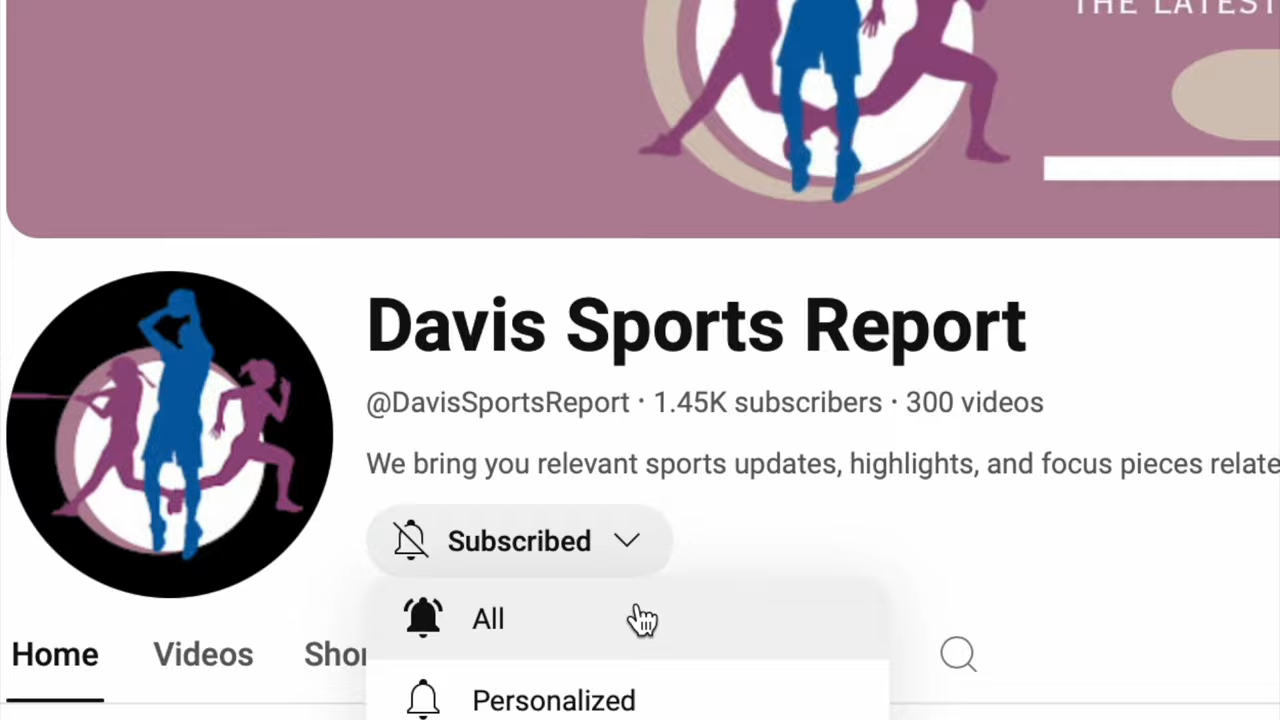 THE LATEST
Davis Sports Report
@DavisSportsReport · 1.45K subscribers · 300 videos
We bring you relevant sports updates, highlights, and focus pieces relate
Subscribed
All
Home Videos Shor
Personalized